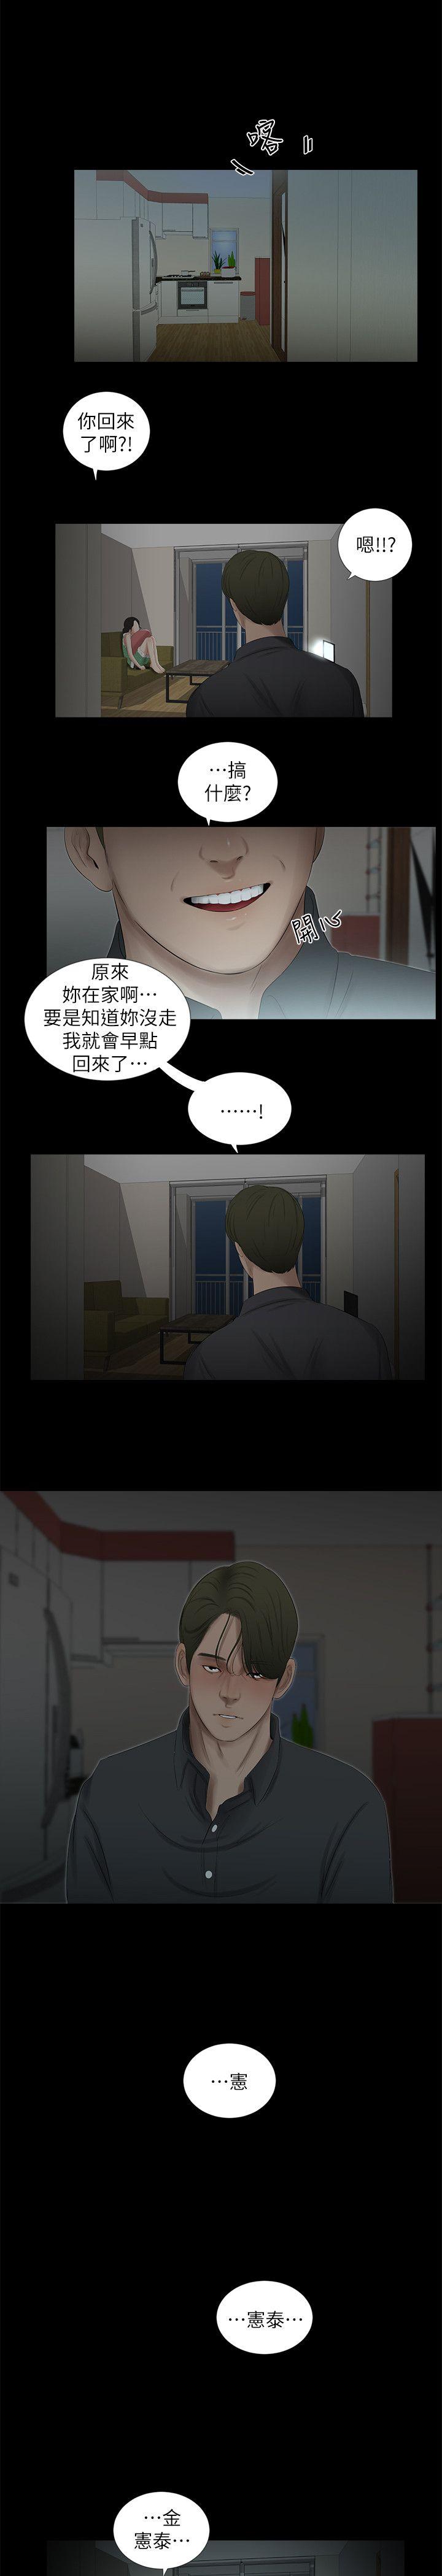 喀
你回來
了啊?!
嗯!!?
⋯搞
什麼?
開心
原來
妳在家啊⋯
要是知道妳沒走
我就會早點
回來了⋯
⋯⋯!
⋯憲
⋯憲泰⋯
⋯金
憲泰⋯